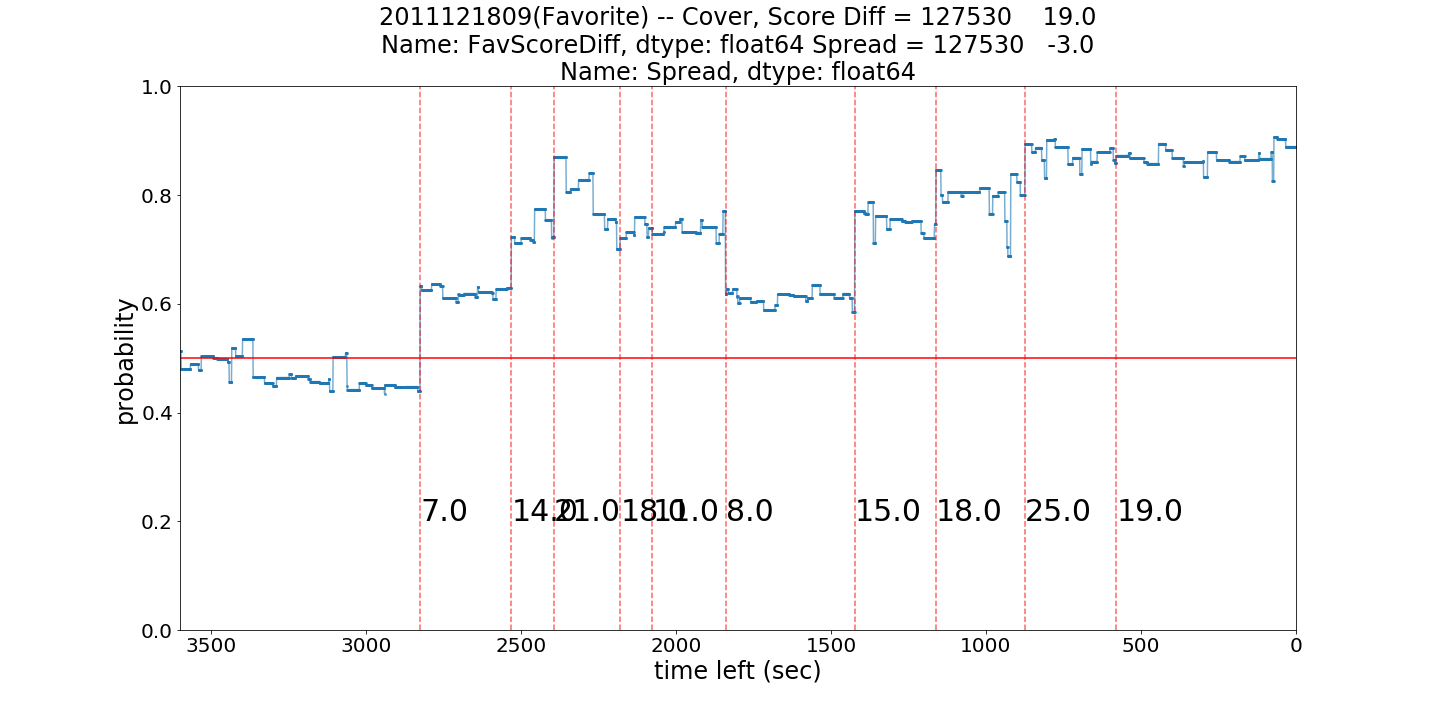 2011121809(Favorite) -- Cover, Score Diff = 127530    19.0
Name: FavScoreDiff, dtype: float64 Spread = 127530   -3.0
Name: Spread, dtype: float64
1.0
0.8
0.6
0.4
0.2
0.0
probability
7.0 14.0 21.0 18.0 11.0 8.0 15.0 18.0 25.0 19.0
3500 3000 2500 2000 1500 1000 500 0
time left (sec)